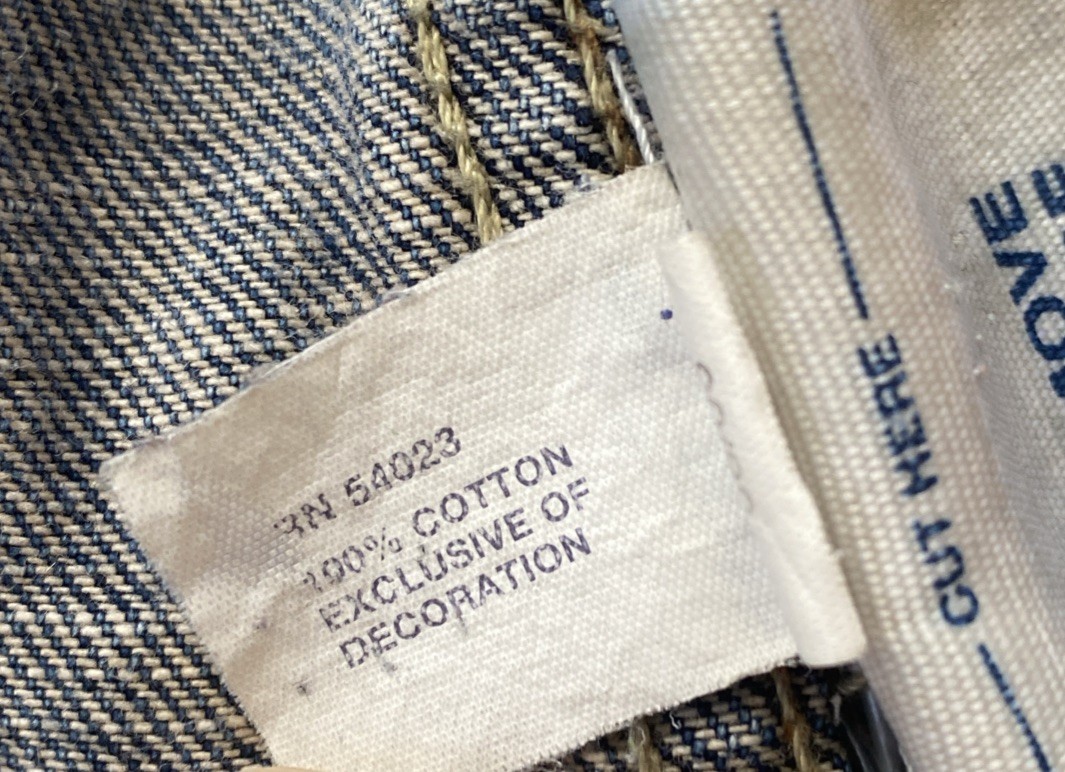 RN 54023
100% COTTON
EXCLUSIVE OF
DECORATION
— CUT HERE —